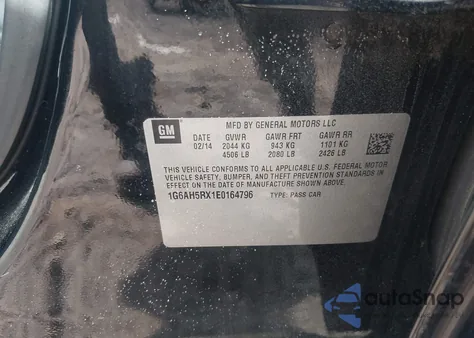 GM
MFD BY GENERAL MOTORS LLC
DATE GVWR GAWR FRT GAWR RR
02/14 2044 KG 943 KG 1101 KG
4506 LB 2080 LB 2426 LB
THIS VEHICLE CONFORMS TO ALL APPLICABLE U.S. FEDERAL MOTOR
VEHICLE SAFETY, BUMPER, AND THEFT PREVENTION STANDARDS IN
EFFECT ON THE DATE OF MANUFACTURE SHOWN ABOVE.
1G6AH5RX1E0164796 TYPE: PASS CAR
autoSnap